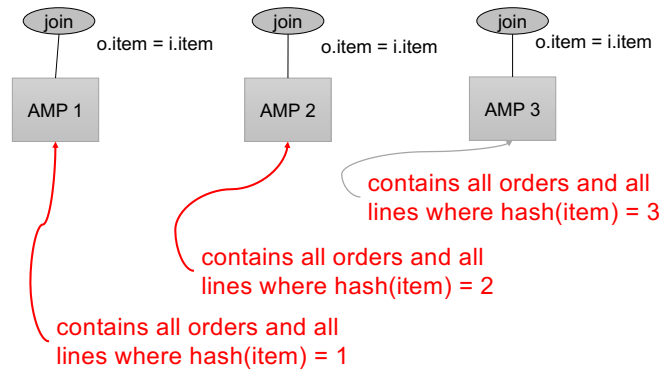 join
join
join
o.item = i.item
o.item = i.item
o.item = i.item
AMP 1
AMP 2
AMP 3
contains all orders and all
lines where hash(item) = 3
contains all orders and all
lines where hash(item) = 2
contains all orders and all
lines where hash(item) = 1